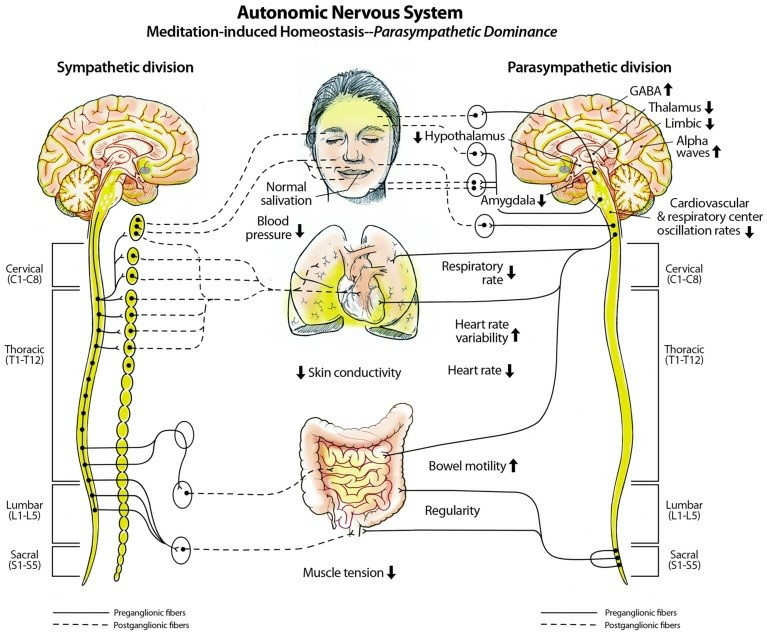 Autonomic Nervous System
Meditation-induced Homeostasis--Parasympathetic Dominance
Sympathetic division
Parasympathetic division
GABA
Thalamus
Limbic
Hypothalamus
Alpha
waves
Normal
salivation
Amygdala
Cardiovascular
& respiratory center
oscillation rates
Blood
pressure
Cervical
(C1-C8)
Respiratory
rate
Cervical
(C1-C8)
Heart rate
variability
Thoracic
(T1-T12)
Thoracic
(T1-T12)
Skin conductivity
Heart rate
Bowel motility
Lumbar
(L1-L5)
Regularity
Lumbar
(L1-L5)
Sacral
(S1-S5)
Sacral
(S1-S5)
Muscle tension
Preganglionic fibers
Postganglionic fibers
Preganglionic fibers
Postganglionic fibers